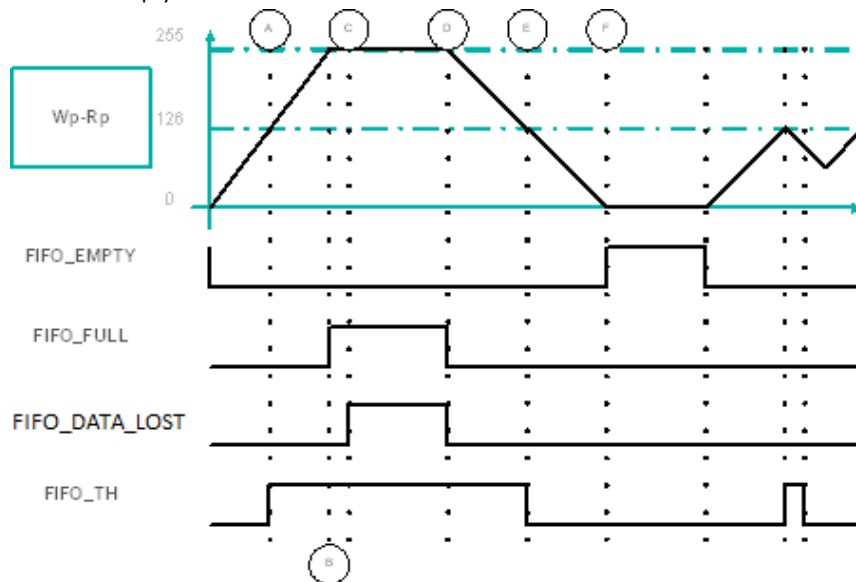 A C D E F
255
Wp-Rp
126
0
FIFO_EMPTY
FIFO_FULL
FIFO_DATA_LOST
FIFO_TH
B